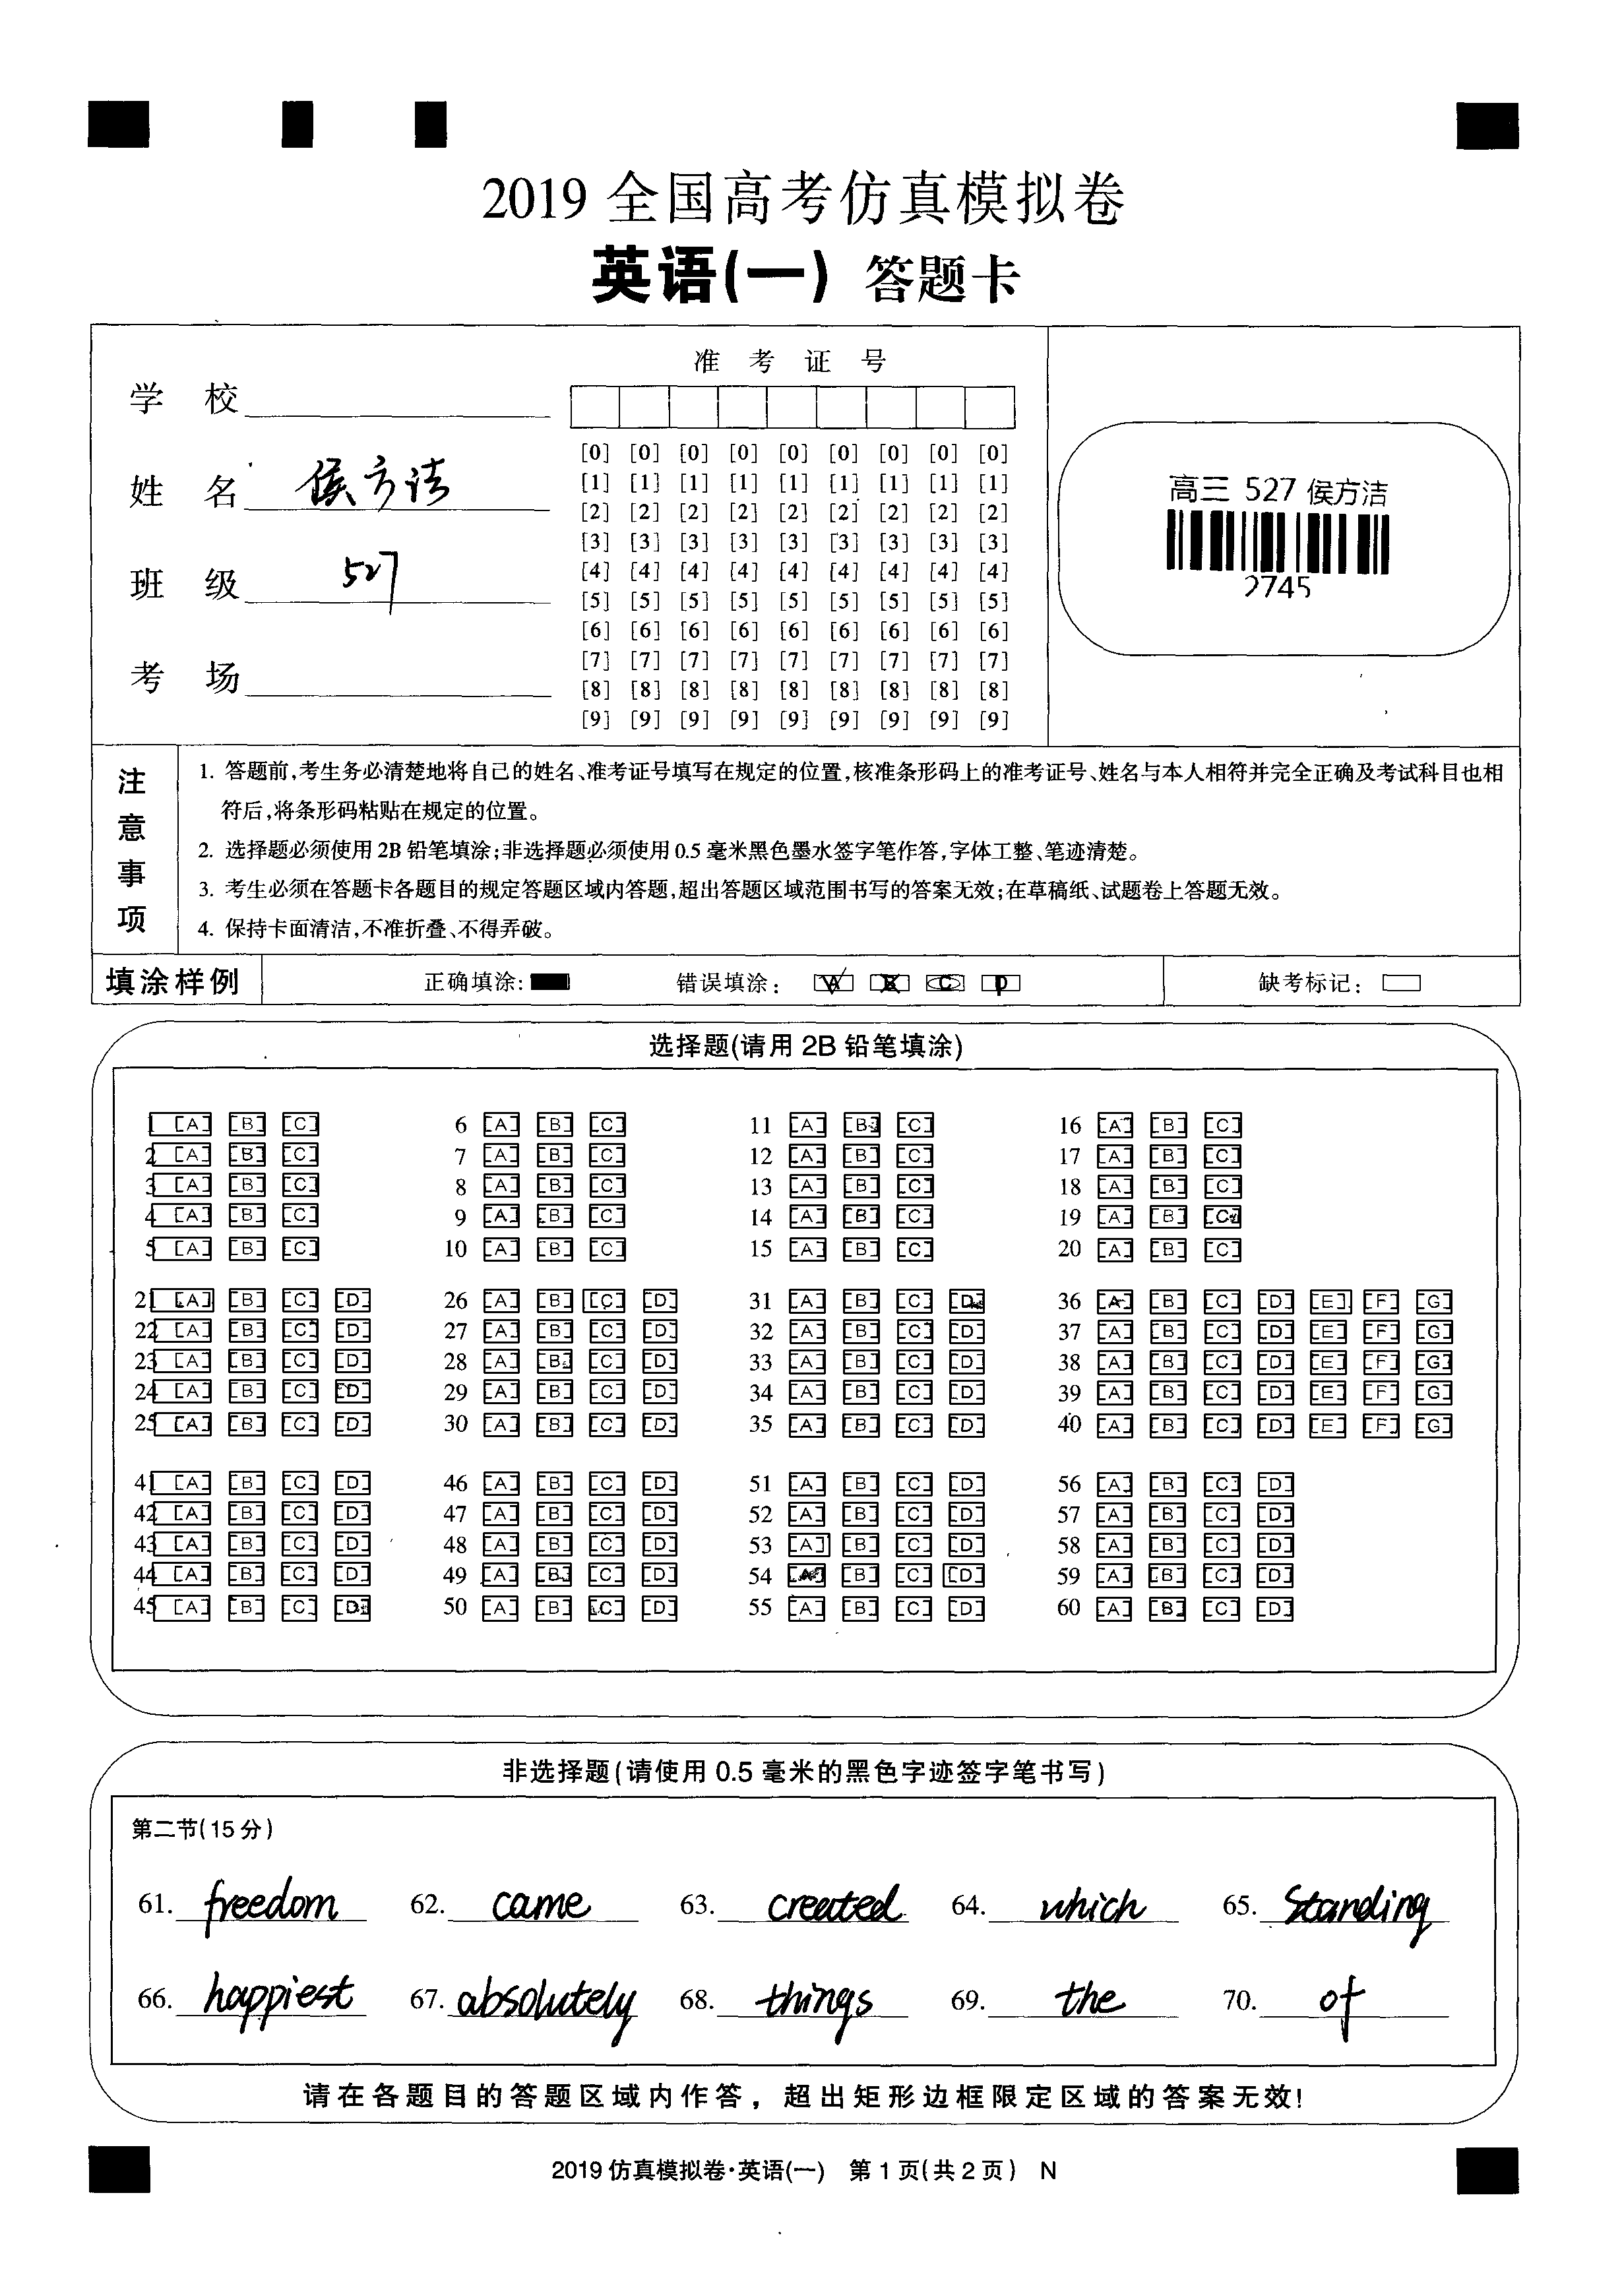 2019 全国高考仿真模拟卷
英语(一) 答题卡
准 考 证 号
学 校
姓 名 侯方洁
班 级 527
考 场
[0] [0] [0] [0] [0] [0] [0] [0] [0]
[1] [1] [1] [1] [1] [1] [1] [1] [1]
[2] [2] [2] [2] [2] [2] [2] [2] [2]
[3] [3] [3] [3] [3] [3] [3] [3] [3]
[4] [4] [4] [4] [4] [4] [4] [4] [4]
[5] [5] [5] [5] [5] [5] [5] [5] [5]
[6] [6] [6] [6] [6] [6] [6] [6] [6]
[7] [7] [7] [7] [7] [7] [7] [7] [7]
[8] [8] [8] [8] [8] [8] [8] [8] [8]
[9] [9] [9] [9] [9] [9] [9] [9] [9]
高三 527 侯方洁
2745
注意事项
1. 答题前,考生务必清楚地将自己的姓名、准考证号填写在规定的位置,核准条形码上的准考证号、姓名与本人相符并完全正确及考试科目也相
符后,将条形码粘贴在规定的位置。
2. 选择题必须使用 2B 铅笔填涂;非选择题必须使用 0.5 毫米黑色墨水签字笔作答,字体工整、笔迹清楚。
3. 考生必须在答题卡各题目的规定答题区域内答题,超出答题区域范围书写的答案无效;在草稿纸、试题卷上答题无效。
4. 保持卡面清洁,不准折叠、不得弄破。
填涂样例 正确填涂: 错误填涂: A B C D 缺考标记:
选择题(请用 2B 铅笔填涂)
1 [A] [B] [C] 6 [A] [B] [C] 11 [A] [B] [C] 16 [A] [B] [C]
2 [A] [B] [C] 7 [A] [B] [C] 12 [A] [B] [C] 17 [A] [B] [C]
3 [A] [B] [C] 8 [A] [B] [C] 13 [A] [B] [C] 18 [A] [B] [C]
4 [A] [B] [C] 9 [A] [B] [C] 14 [A] [B] [C] 19 [A] [B] [C]
5 [A] [B] [C] 10 [A] [B] [C] 15 [A] [B] [C] 20 [A] [B] [C]
21 [A] [B] [C] [D] 26 [A] [B] [C] [D] 31 [A] [B] [C] [D] 36 [A] [B] [C] [D] [E] [F] [G]
22 [A] [B] [C] [D] 27 [A] [B] [C] [D] 32 [A] [B] [C] [D] 37 [A] [B] [C] [D] [E] [F] [G]
23 [A] [B] [C] [D] 28 [A] [B] [C] [D] 33 [A] [B] [C] [D] 38 [A] [B] [C] [D] [E] [F] [G]
24 [A] [B] [C] [D] 29 [A] [B] [C] [D] 34 [A] [B] [C] [D] 39 [A] [B] [C] [D] [E] [F] [G]
25 [A] [B] [C] [D] 30 [A] [B] [C] [D] 35 [A] [B] [C] [D] 40 [A] [B] [C] [D] [E] [F] [G]
41 [A] [B] [C] [D] 46 [A] [B] [C] [D] 51 [A] [B] [C] [D] 56 [A] [B] [C] [D]
42 [A] [B] [C] [D] 47 [A] [B] [C] [D] 52 [A] [B] [C] [D] 57 [A] [B] [C] [D]
43 [A] [B] [C] [D] 48 [A] [B] [C] [D] 53 [A] [B] [C] [D] 58 [A] [B] [C] [D]
44 [A] [B] [C] [D] 49 [A] [B] [C] [D] 54 [A] [B] [C] [D] 59 [A] [B] [C] [D]
45 [A] [B] [C] [D] 50 [A] [B] [C] [D] 55 [A] [B] [C] [D] 60 [A] [B] [C] [D]
非选择题(请使用 0.5 毫米的黑色字迹签字笔书写)
第二节(15 分)
61. freedom 62. came 63. created 64. which 65. Standing
66. happiest 67. absolutely 68. things 69. the 70. of
请在各题目的答题区域内作答，超出矩形边框限定区域的答案无效!
2019 仿真模拟卷·英语(一) 第 1 页(共 2 页) N